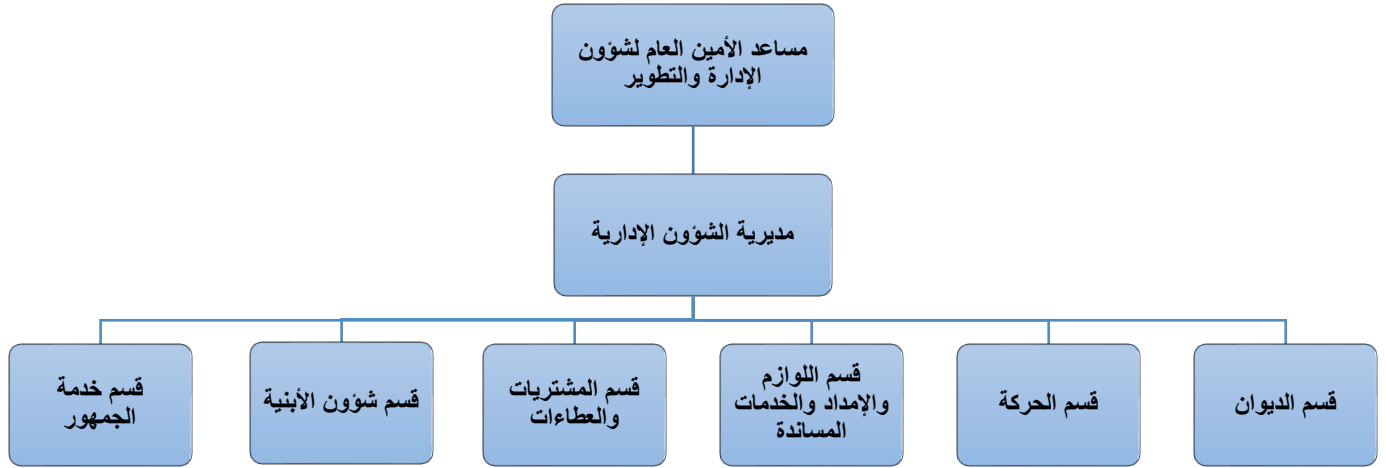 مساعد الأمين العام لشؤون
الإدارة والتطوير
مديرية الشؤون الإدارية
قسم الديوان
قسم الحركة
قسم اللوازم
والإمداد والخدمات
المساندة
قسم المشتريات
والعطاءات
قسم شؤون الأبنية
قسم خدمة
الجمهور